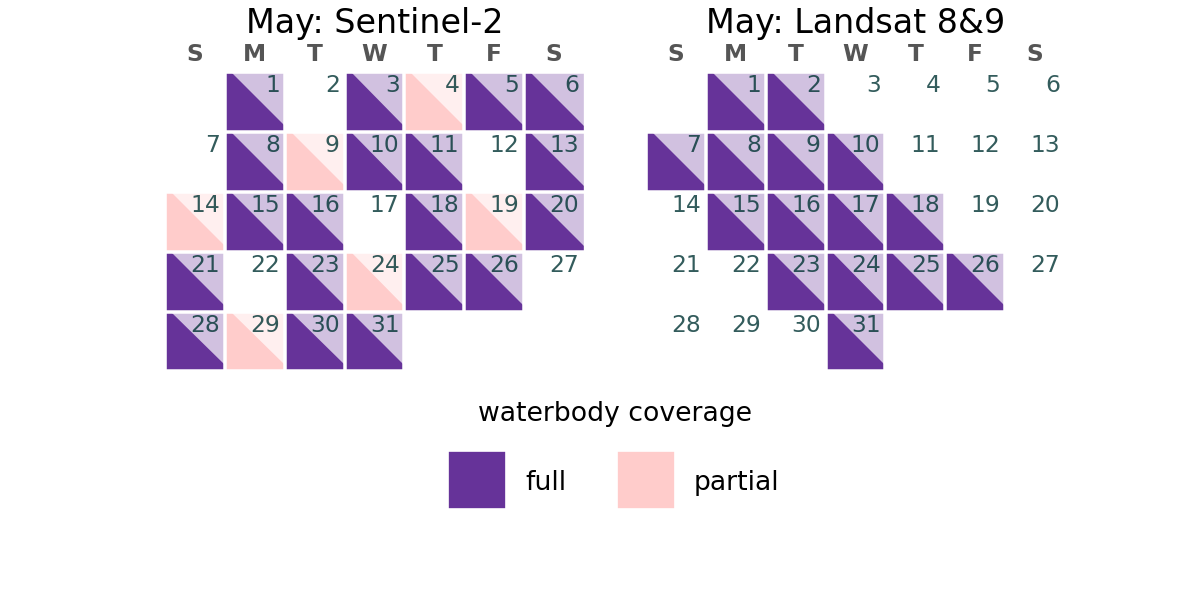 May: Sentinel-2
S M T W T F S
1 2 3 4 5 6
7 8 9 10 11 12 13
14 15 16 17 18 19 20
21 22 23 24 25 26 27
28 29 30 31
May: Landsat 8&9
S M T W T F S
1 2 3 4 5 6
7 8 9 10 11 12 13
14 15 16 17 18 19 20
21 22 23 24 25 26 27
28 29 30 31
waterbody coverage
full partial